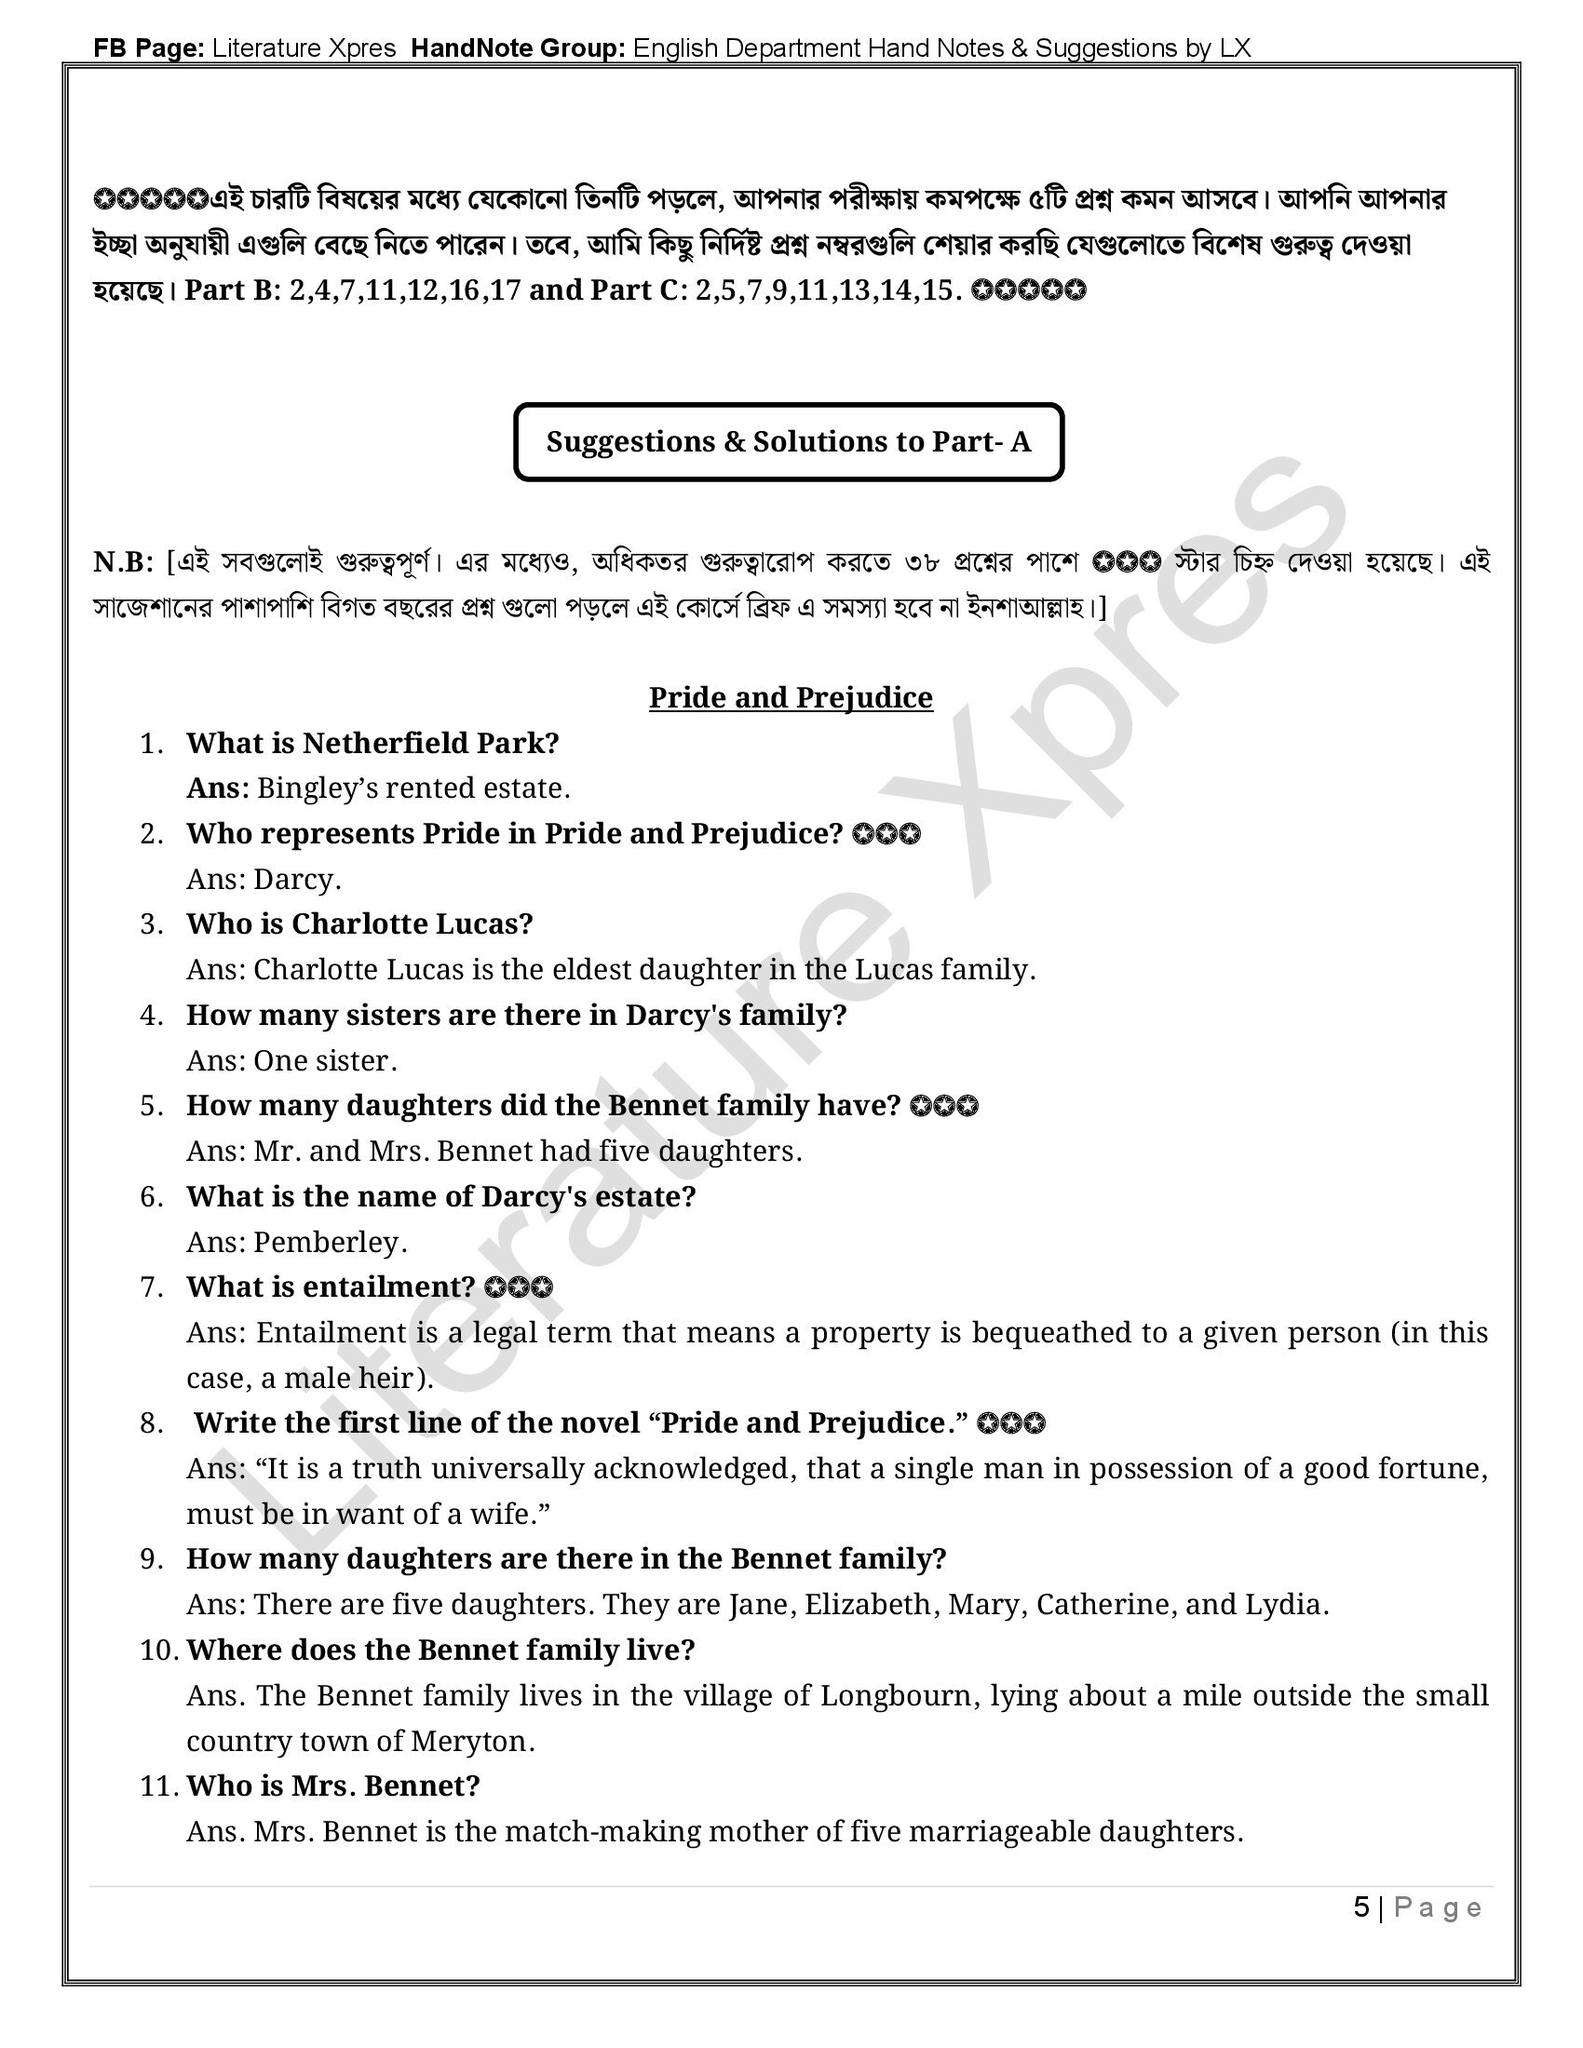 FB Page: Literature Xpres HandNote Group: English Department Hand Notes & Suggestions by LX
✪✪✪✪✪এই চারটি বিষয়ের মধ্যে যেকোনো তিনটি পড়লে, আপনার পরীক্ষায় কমপক্ষে ৫টি প্রশ্ন কমন আসবে। আপনি আপনার
ইচ্ছা অনুযায়ী এগুলি বেছে নিতে পারেন। তবে, আমি কিছু নির্দিষ্ট প্রশ্ন নম্বরগুলি শেয়ার করছি যেগুলোতে বিশেষ গুরুত্ব দেওয়া
হয়েছে। Part B: 2,4,7,11,12,16,17 and Part C: 2,5,7,9,11,13,14,15. ✪✪✪✪✪
Suggestions & Solutions to Part- A
N.B: [এই সবগুলোই গুরুত্বপূর্ণ। এর মধ্যেও, অধিকতর গুরুত্বারোপ করতে ৩৮ প্রশ্নের পাশে ✪✪✪ স্টার চিহ্ন দেওয়া হয়েছে। এই
সাজেশানের পাশাপাশি বিগত বছরের প্রশ্ন গুলো পড়লে এই কোর্সে ব্রিফ এ সমস্যা হবে না ইনশাআল্লাহ।]
Pride and Prejudice
1. What is Netherfield Park?
Ans: Bingley’s rented estate.
2. Who represents Pride in Pride and Prejudice? ✪✪✪
Ans: Darcy.
3. Who is Charlotte Lucas?
Ans: Charlotte Lucas is the eldest daughter in the Lucas family.
4. How many sisters are there in Darcy's family?
Ans: One sister.
5. How many daughters did the Bennet family have? ✪✪✪
Ans: Mr. and Mrs. Bennet had five daughters.
6. What is the name of Darcy's estate?
Ans: Pemberley.
7. What is entailment? ✪✪✪
Ans: Entailment is a legal term that means a property is bequeathed to a given person (in this
case, a male heir).
8. Write the first line of the novel “Pride and Prejudice.” ✪✪✪
Ans: “It is a truth universally acknowledged, that a single man in possession of a good fortune,
must be in want of a wife.”
9. How many daughters are there in the Bennet family?
Ans: There are five daughters. They are Jane, Elizabeth, Mary, Catherine, and Lydia.
10. Where does the Bennet family live?
Ans. The Bennet family lives in the village of Longbourn, lying about a mile outside the small
country town of Meryton.
11. Who is Mrs. Bennet?
Ans. Mrs. Bennet is the match-making mother of five marriageable daughters.
5 | Page
Literature Xpres